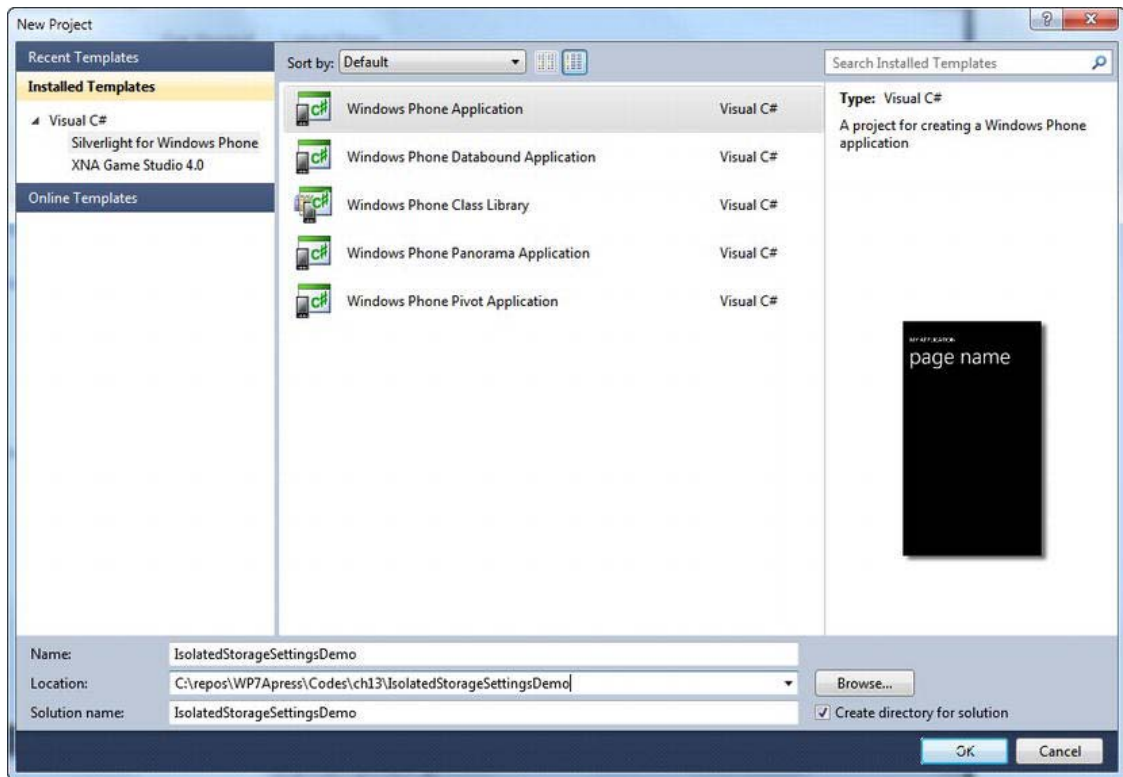 New Project
Recent Templates
Installed Templates
Visual C#
Silverlight for Windows Phone
XNA Game Studio 4.0
Online Templates
Sort by: Default
Windows Phone Application Visual C#
Windows Phone Databound Application Visual C#
Windows Phone Class Library Visual C#
Windows Phone Panorama Application Visual C#
Windows Phone Pivot Application Visual C#
Search Installed Templates
Type: Visual C#
A project for creating a Windows Phone
application
MY APPLICATION
page name
Name: IsolatedStorageSettingsDemo
Location: C:\repos\WP7Apress\Codes\ch13\IsolatedStorageSettingsDemo
Browse...
Solution name: IsolatedStorageSettingsDemo
Create directory for solution
OK
Cancel